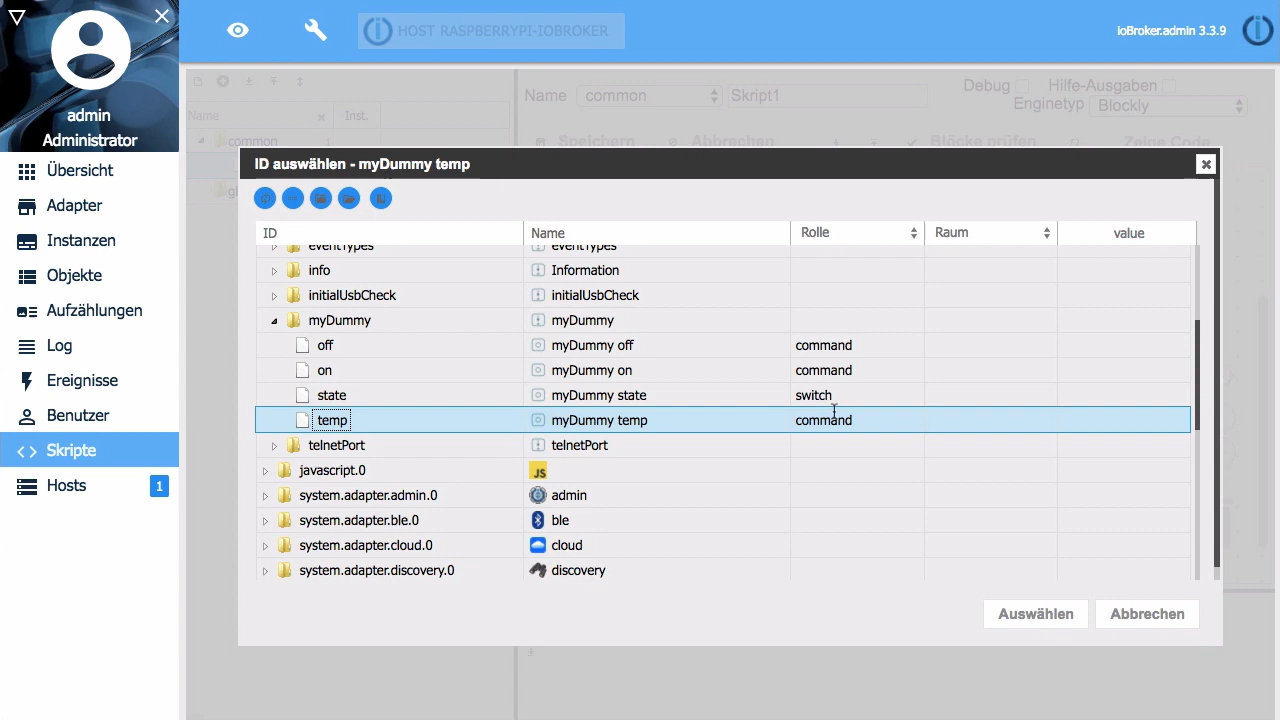 HOST RASPBERRYPI-IOBROKER
ioBroker.admin 3.3.9
admin
Administrator
Übersicht
Adapter
Instanzen
Objekte
Aufzählungen
Log
Ereignisse
Benutzer
Skripte
Hosts 1
Name Inst.
common 1
Name common Skript1
Debug Hilfe-Ausgaben
Enginetyp Blockly
Speichern Abbrechen Blöcke prüfen Zeige Code
ID auswählen - myDummy temp
ID Name Rolle Raum value
eventTypes eventTypes
info Information
initialUsbCheck initialUsbCheck
myDummy myDummy
off myDummy off command
on myDummy on command
state myDummy state switch
temp myDummy temp command
telnetPort telnetPort
javascript.0 JS
system.adapter.admin.0 admin
system.adapter.ble.0 ble
system.adapter.cloud.0 cloud
system.adapter.discovery.0 discovery
Auswählen Abbrechen